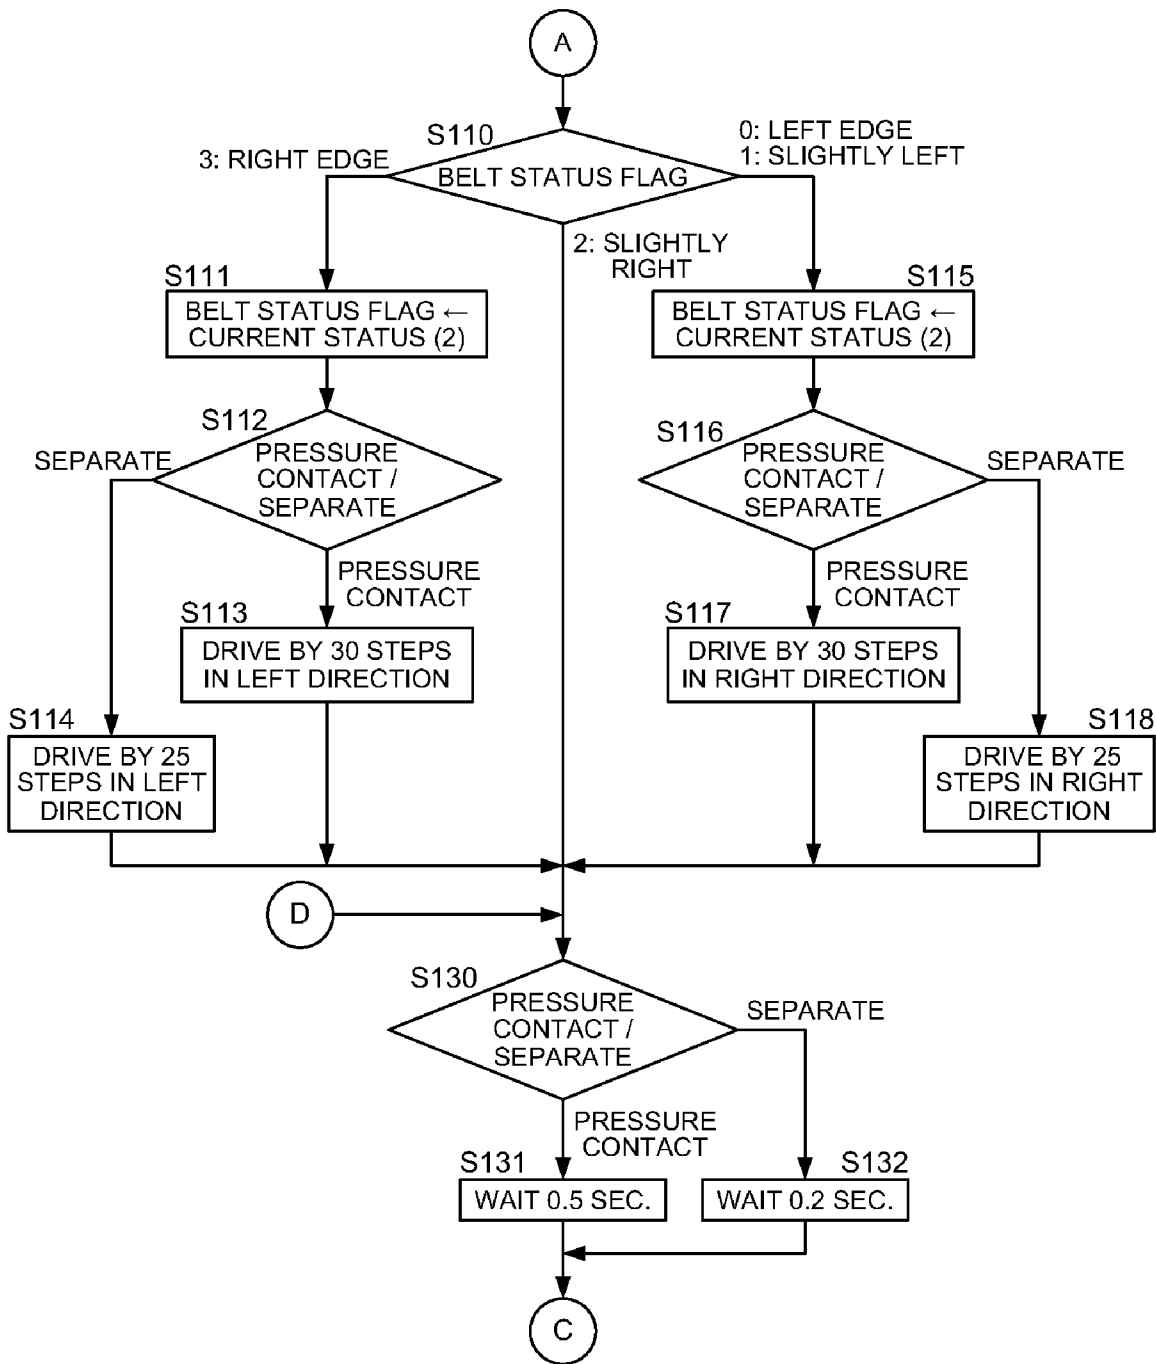 A
S110
0: LEFT EDGE
1: SLIGHTLY LEFT
3: RIGHT EDGE
BELT STATUS FLAG
2: SLIGHTLY
RIGHT
S111
BELT STATUS FLAG ←
CURRENT STATUS (2)
S115
BELT STATUS FLAG ←
CURRENT STATUS (2)
S112
SEPARATE
PRESSURE
CONTACT /
SEPARATE
S116
PRESSURE
CONTACT /
SEPARATE
SEPARATE
PRESSURE
CONTACT
PRESSURE
CONTACT
S113
DRIVE BY 30 STEPS
IN LEFT DIRECTION
S117
DRIVE BY 30 STEPS
IN RIGHT DIRECTION
S114
DRIVE BY 25
STEPS IN LEFT
DIRECTION
S118
DRIVE BY 25
STEPS IN RIGHT
DIRECTION
D
S130
PRESSURE
CONTACT /
SEPARATE
SEPARATE
PRESSURE
CONTACT
S131
WAIT 0.5 SEC.
S132
WAIT 0.2 SEC.
C